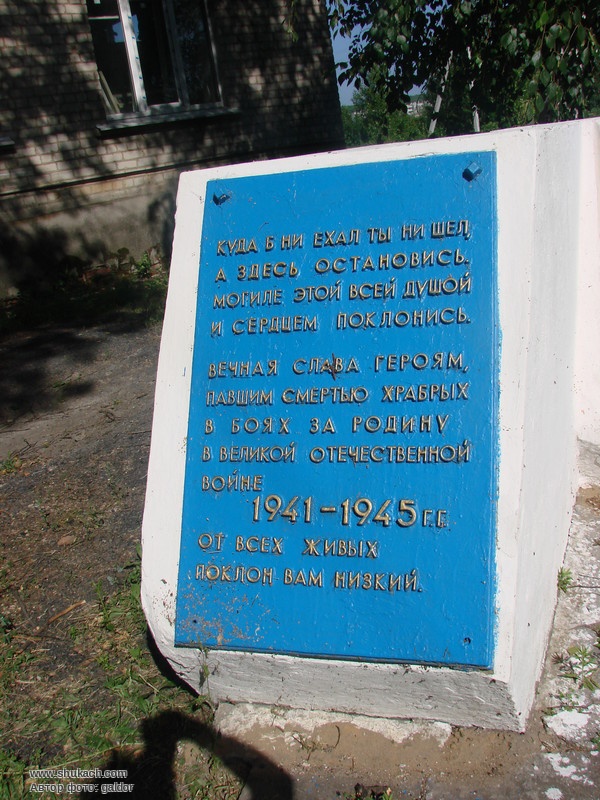 КУДА Б НИ ЕХАЛ ТЫ НИ ШЕЛ,
А ЗДЕСЬ ОСТАНОВИСЬ.
МОГИЛЕ ЭТОЙ ВСЕЙ ДУШОЙ
И СЕРДЦЕМ ПОКЛОНИСЬ.
ВЕЧНАЯ СЛАВА ГЕРОЯМ,
ПАВШИМ СМЕРТЬЮ ХРАБРЫХ
В БОЯХ ЗА РОДИНУ
В ВЕЛИКОЙ ОТЕЧЕСТВЕННОЙ
ВОЙНЕ
1941-1945 Г.Г.
ОТ ВСЕХ ЖИВЫХ
ПОКЛОН ВАМ НИЗКИЙ.
www.shukach.com
Автор фото: galdor